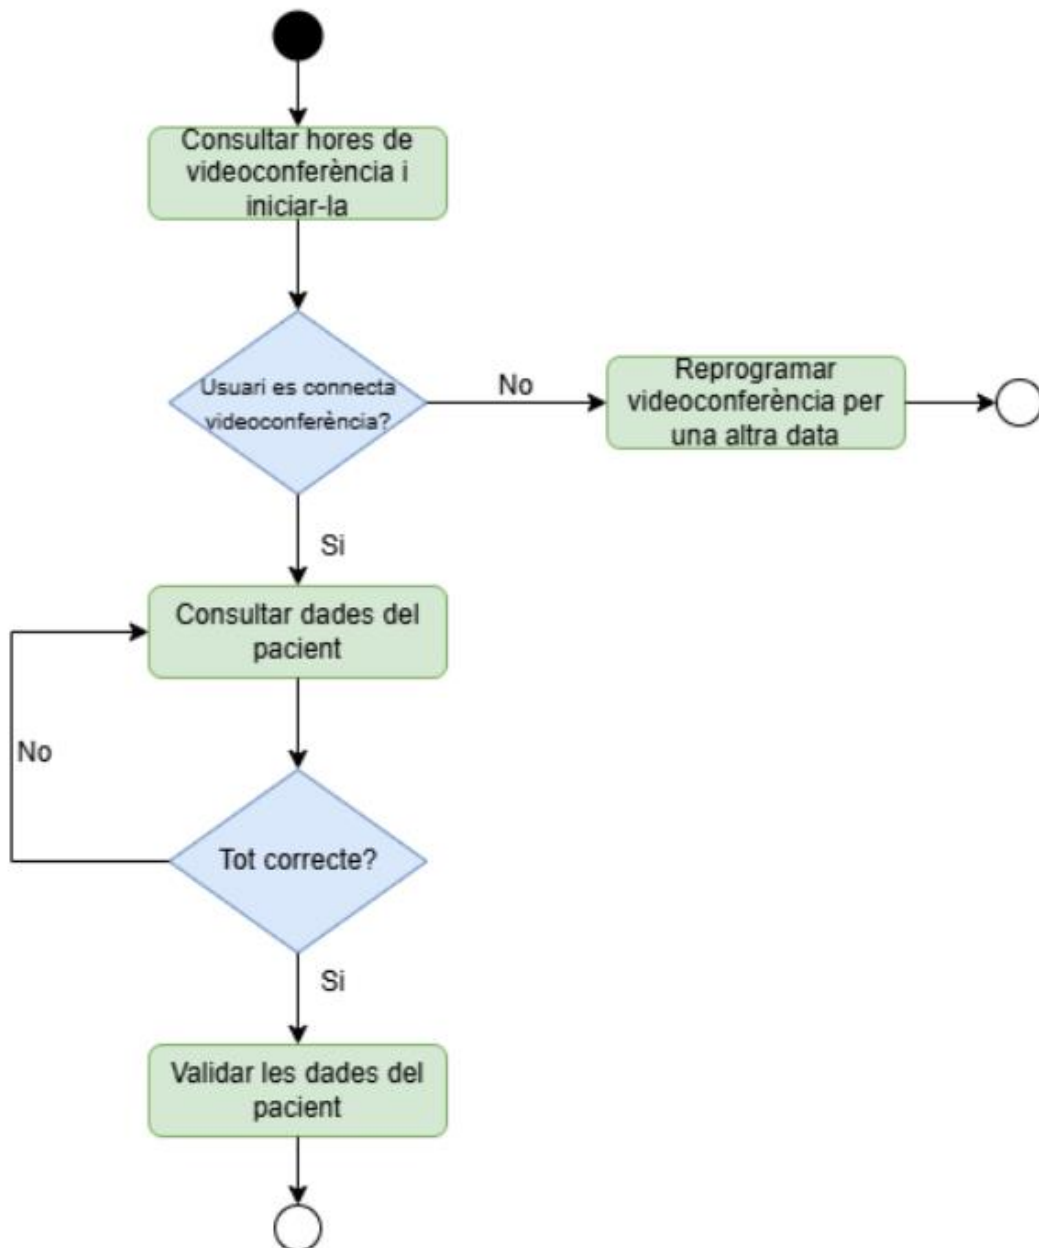 Consultar hores de
videoconferència i
iniciar-la
Usuari es connecta
videoconferència?
No
Reprogramar
videoconferència per
una altra data
Si
Consultar dades del
pacient
No
Tot correcte?
Si
Validar les dades del
pacient